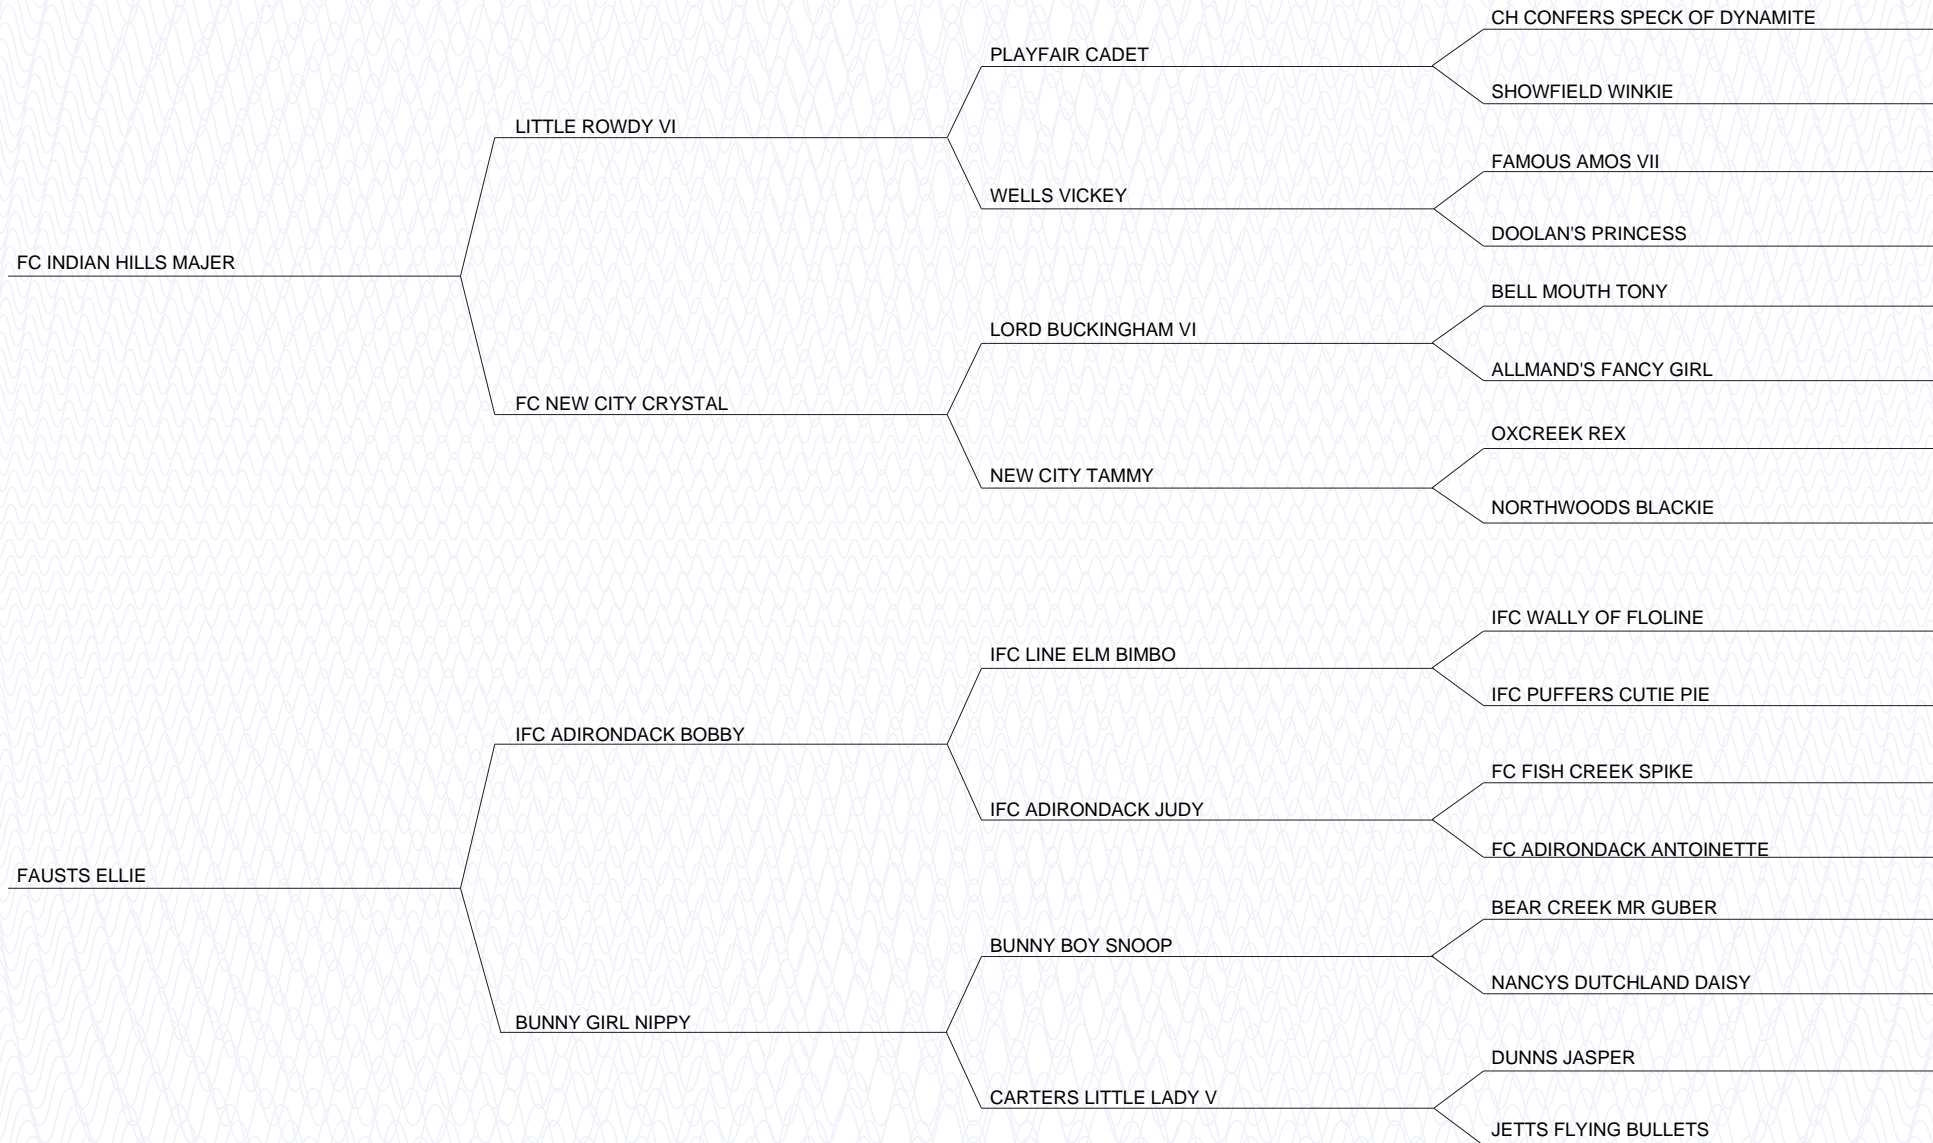 CH CONFERS SPECK OF DYNAMITE
PLAYFAIR CADET
SHOWFIELD WINKIE
LITTLE ROWDY VI
FAMOUS AMOS VII
WELLS VICKEY
DOOLAN'S PRINCESS
FC INDIAN HILLS MAJER
BELL MOUTH TONY
LORD BUCKINGHAM VI
ALLMAND'S FANCY GIRL
FC NEW CITY CRYSTAL
OXCREEK REX
NEW CITY TAMMY
NORTHWOODS BLACKIE
IFC WALLY OF FLOLINE
IFC LINE ELM BIMBO
IFC PUFFERS CUTIE PIE
IFC ADIRONDACK BOBBY
FC FISH CREEK SPIKE
IFC ADIRONDACK JUDY
FC ADIRONDACK ANTOINETTE
FAUSTS ELLIE
BEAR CREEK MR GUBER
BUNNY BOY SNOOP
NANCYS DUTCHLAND DAISY
BUNNY GIRL NIPPY
DUNNS JASPER
CARTERS LITTLE LADY V
JETTS FLYING BULLETS